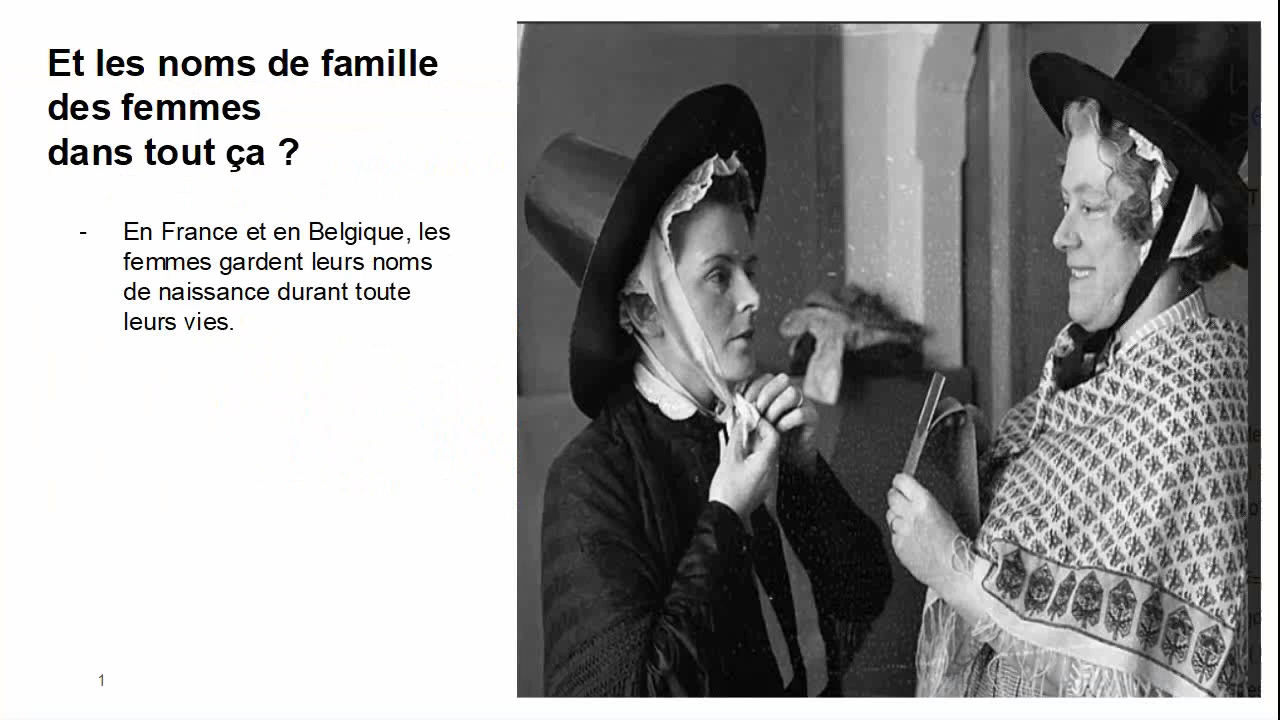 Et les noms de famille
des femmes
dans tout ça ?
- En France et en Belgique, les
femmes gardent leurs noms
de naissance durant toute
leurs vies.
1